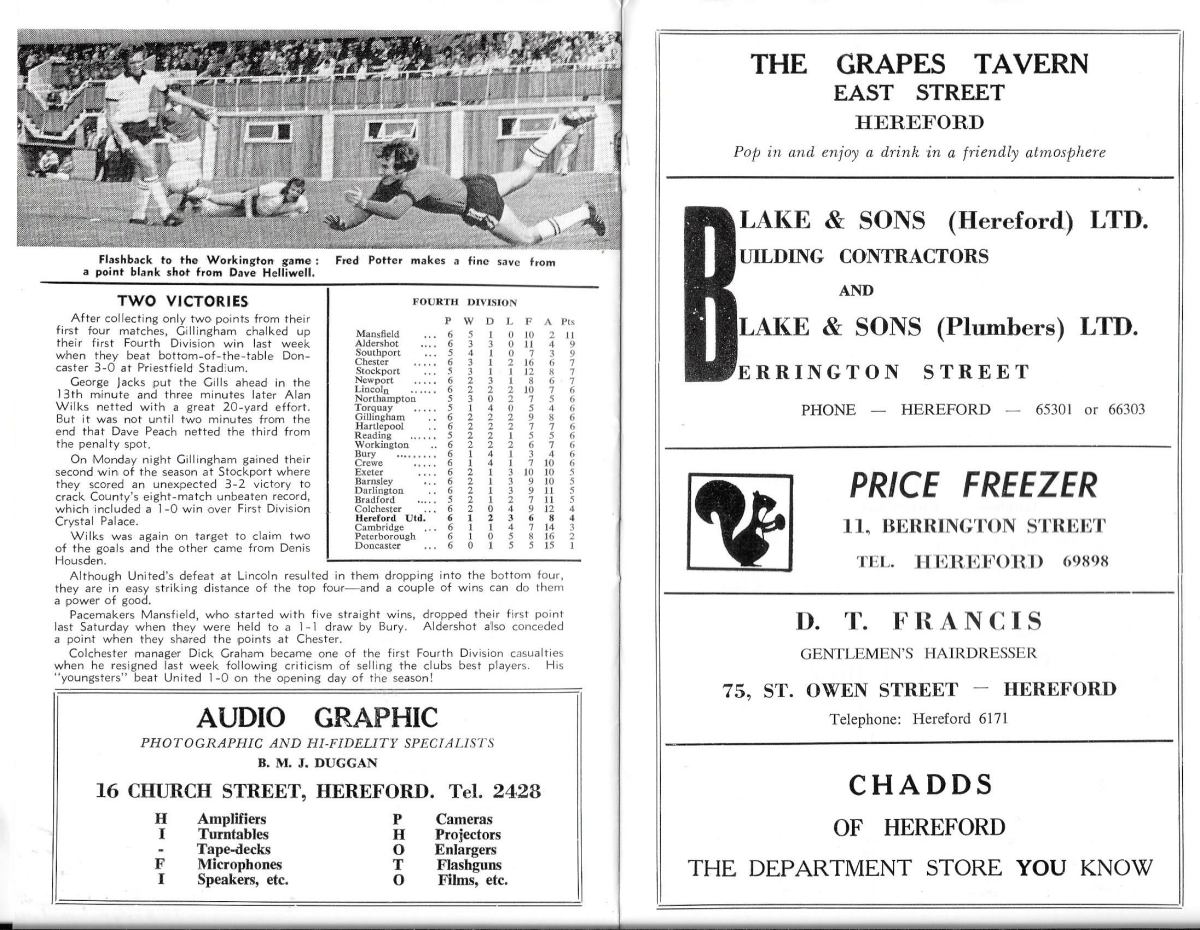 Flashback to the Workington game : Fred Potter makes a fine save from
a point blank shot from Dave Helliwell.
TWO VICTORIES
After collecting only two points from their
first four matches, Gillingham chalked up
their first Fourth Division win last week
when they beat bottom-of-the-table Don-
caster 3-0 at Priestfield Stadium.
George Jacks put the Gills ahead in the
13th minute and three minutes later Alan
Wilks netted with a great 20-yard effort.
But it was not until two minutes from the
end that Dave Peach netted the third from
the penalty spot.
On Monday night Gillingham gained their
second win of the season at Stockport where
they scored an unexpected 3-2 victory to
crack County's eight-match unbeaten record,
which included a 1-0 win over First Division
Crystal Palace.
Wilks was again on target to claim two
of the goals and the other came from Denis
Housden.
FOURTH DIVISION
P W D L F A Pts
Mansfield ... 6 5 1 0 10 2 11
Aldershot .... 6 3 3 0 11 4 9
Southport ... 5 4 1 0 7 3 9
Chester ..... 6 3 1 2 16 6 7
Stockport ... 5 3 1 1 12 8 7
Newport ..... 6 2 3 1 8 6 7
Lincoln ...... 6 2 2 2 10 7 6
Northampton 5 3 0 2 7 5 6
Torquay ..... 5 1 4 0 5 4 6
Gillingham .. 6 2 2 2 9 8 6
Hartlepool .. 6 2 2 2 7 7 6
Reading ...... 5 2 2 1 5 5 6
Workington .. 6 2 2 2 6 7 6
Bury ......... 6 1 4 1 3 4 6
Crewe ..... 6 1 4 1 7 10 6
Exeter .... 6 2 1 3 10 10 5
Barnsley ... 6 2 1 3 9 10 5
Darlington .. 6 2 1 3 9 11 5
Bradford ..... 5 2 1 2 7 11 5
Colchester ... 6 2 0 4 9 12 4
Hereford Utd. 6 1 2 3 6 8 4
Cambridge ... 6 1 1 4 7 14 3
Peterborough 6 1 0 5 8 16 2
Doncaster ... 6 0 1 5 5 15 1
Although United's defeat at Lincoln resulted in them dropping into the bottom four,
they are in easy striking distance of the top four—and a couple of wins can do them
a power of good.
Pacemakers Mansfield, who started with five straight wins, dropped their first point
last Saturday when they were held to a 1-1 draw by Bury. Aldershot also conceded
a point when they shared the points at Chester.
Colchester manager Dick Graham became one of the first Fourth Division casualties
when he resigned last week following criticism of selling the clubs best players. His
"youngsters" beat United 1-0 on the opening day of the season!
AUDIO GRAPHIC
PHOTOGRAPHIC AND HI-FIDELITY SPECIALISTS
B. M. J. DUGGAN
16 CHURCH STREET, HEREFORD. Tel. 2428
H Amplifiers P Cameras
I Turntables H Projectors
- Tape-decks O Enlargers
F Microphones T Flashguns
I Speakers, etc. O Films, etc.
THE GRAPES TAVERN
EAST STREET
HEREFORD
Pop in and enjoy a drink in a friendly atmosphere
BLAKE & SONS (Hereford) LTD.
BUILDING CONTRACTORS
AND
BLAKE & SONS (Plumbers) LTD.
BERRINGTON STREET
PHONE — HEREFORD — 65301 or 66303
PRICE FREEZER
11, BERRINGTON STREET
TEL. HEREFORD 69898
D. T. FRANCIS
GENTLEMEN'S HAIRDRESSER
75, ST. OWEN STREET — HEREFORD
Telephone: Hereford 6171
CHADDS
OF HEREFORD
THE DEPARTMENT STORE YOU KNOW